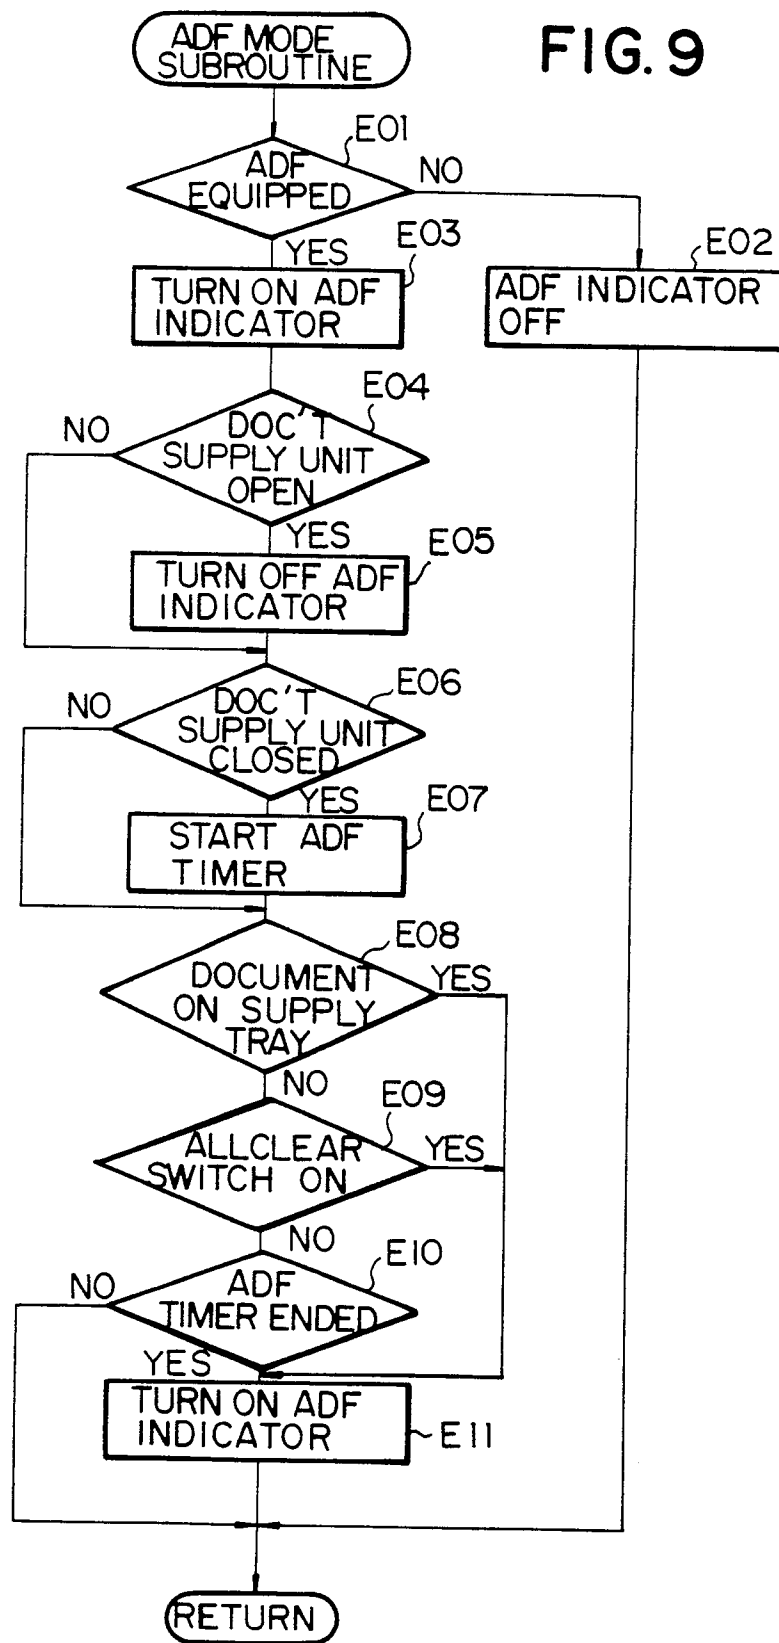 ADF MODE
SUBROUTINE
FIG. 9
E01
ADF
EQUIPPED
NO
YES
E03
TURN ON ADF
INDICATOR
E02
ADF INDICATOR
OFF
E04
NO
DOC'T
SUPPLY UNIT
OPEN
YES
E05
TURN OFF ADF
INDICATOR
E06
NO
DOC'T
SUPPLY UNIT
CLOSED
YES
E07
START ADF
TIMER
E08
DOCUMENT
ON SUPPLY
TRAY
YES
NO
E09
ALLCLEAR
SWITCH ON
YES
NO
E10
NO
ADF
TIMER ENDED
YES
TURN ON ADF
INDICATOR
E11
RETURN